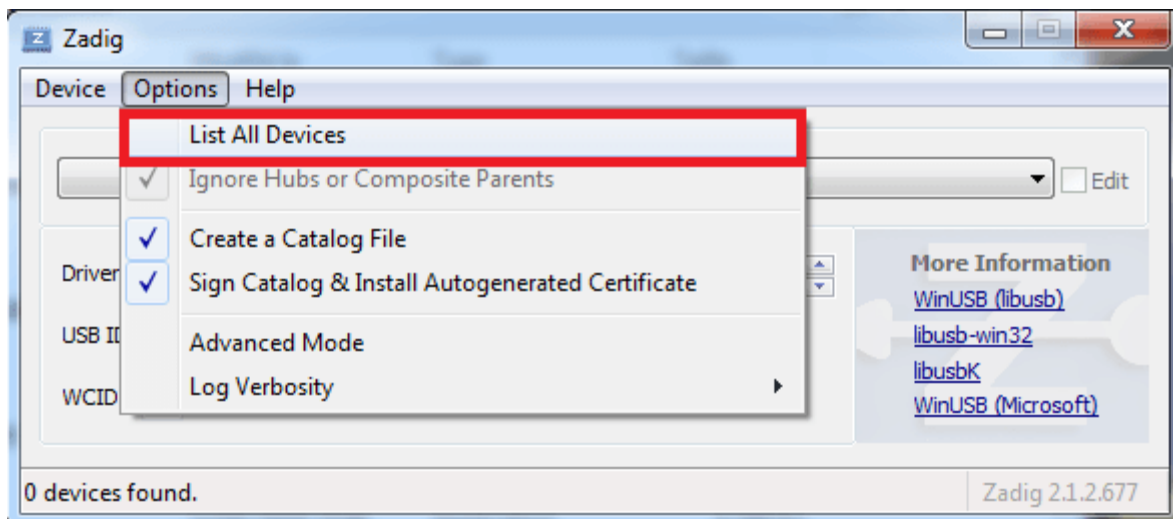 Zadig
Device Options Help
List All Devices
Ignore Hubs or Composite Parents
Edit
Create a Catalog File
Sign Catalog & Install Autogenerated Certificate
Advanced Mode
Log Verbosity
Driver
USB ID
WCID
More Information
WinUSB (libusb)
libusb-win32
libusbK
WinUSB (Microsoft)
0 devices found.
Zadig 2.1.2.677